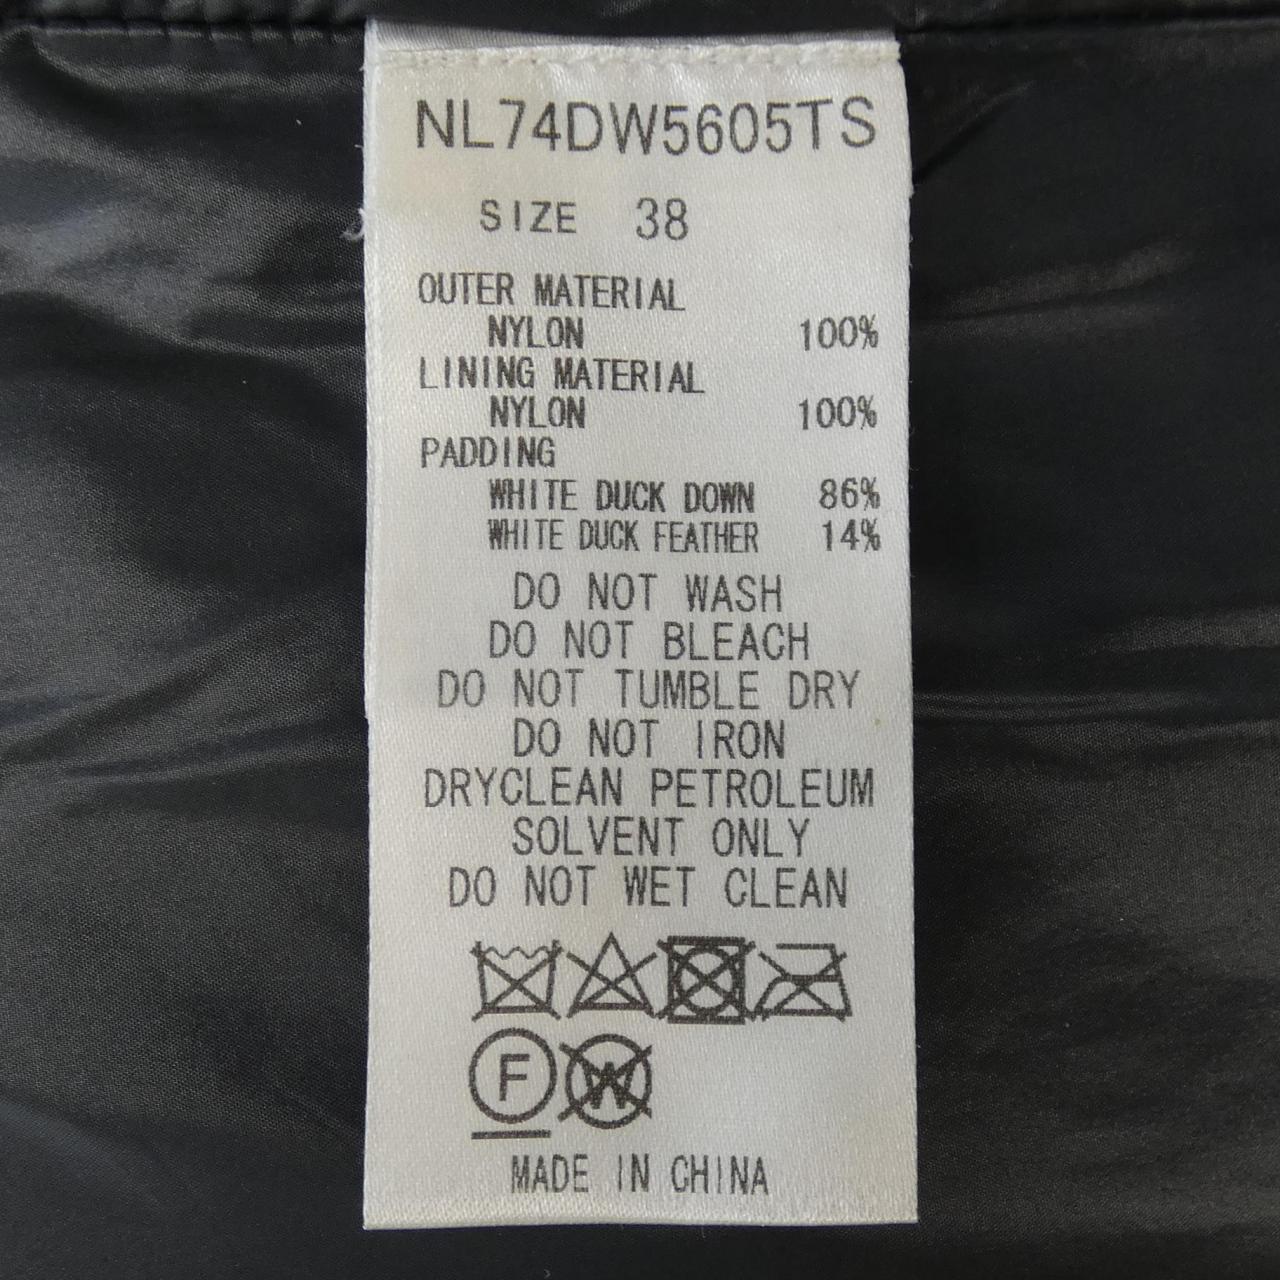 NL74DW5605TS
SIZE 38
OUTER MATERIAL
NYLON 100%
LINING MATERIAL
NYLON 100%
PADDING
WHITE DUCK DOWN 86%
WHITE DUCK FEATHER 14%
DO NOT WASH
DO NOT BLEACH
DO NOT TUMBLE DRY
DO NOT IRON
DRYCLEAN PETROLEUM
SOLVENT ONLY
DO NOT WET CLEAN
F W
MADE IN CHINA